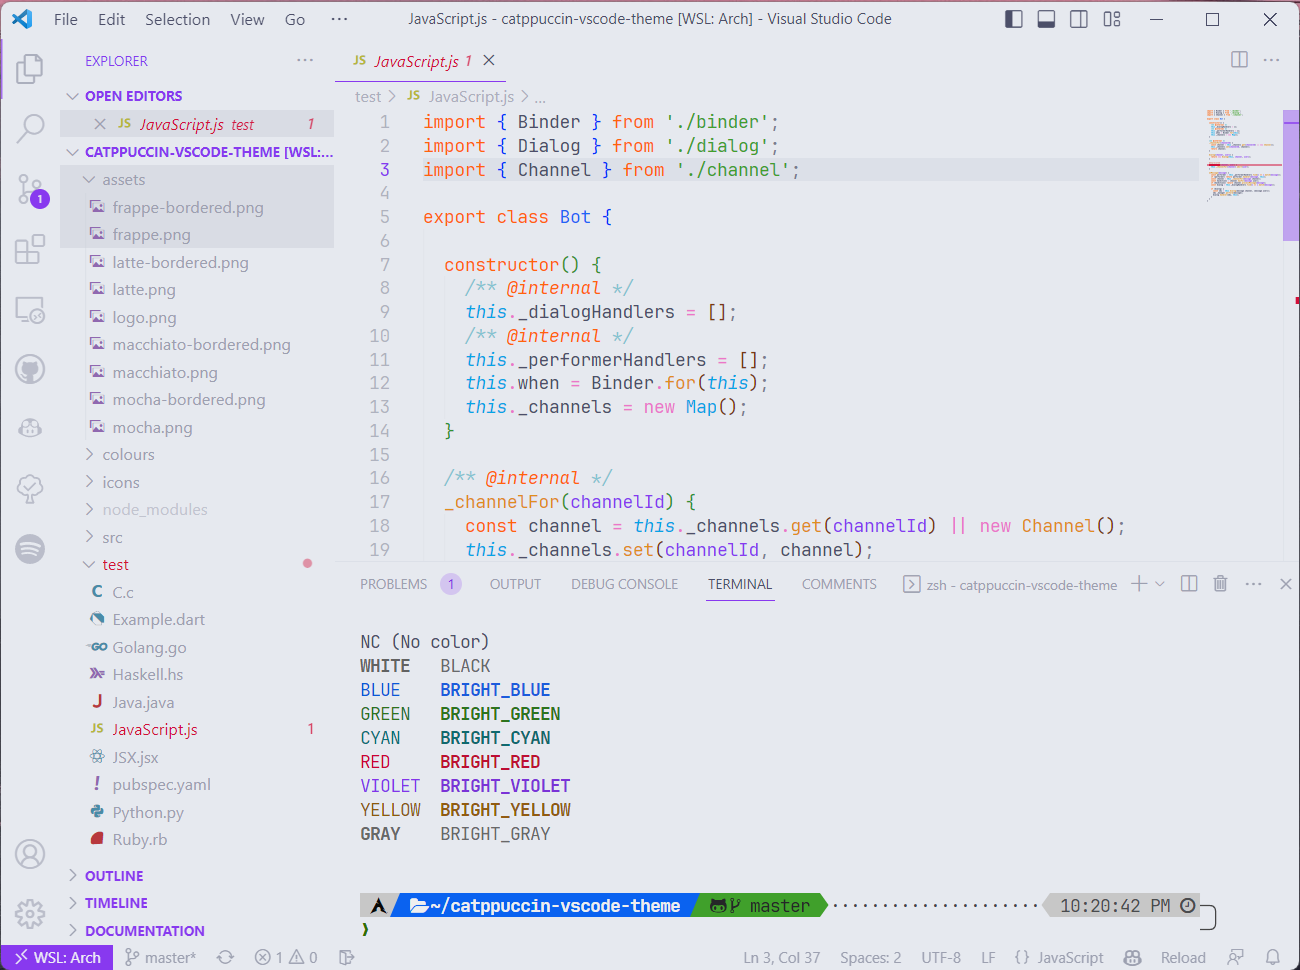 File Edit Selection View Go ··· JavaScript.js - catppuccin-vscode-theme [WSL: Arch] - Visual Studio Code
EXPLORER ···
OPEN EDITORS
JS JavaScript.js test 1
CATPPUCCIN-VSCODE-THEME [WSL:...
assets
frappe-bordered.png
frappe.png
latte-bordered.png
latte.png
logo.png
macchiato-bordered.png
macchiato.png
mocha-bordered.png
mocha.png
colours
icons
node_modules
src
test
C C.c
Example.dart
GO Golang.go
Haskell.hs
J Java.java
JS JavaScript.js 1
JSX.jsx
! pubspec.yaml
Python.py
Ruby.rb
OUTLINE
TIMELINE
DOCUMENTATION
1
JS JavaScript.js 1
test > JS JavaScript.js > ...
1 import { Binder } from './binder';
2 import { Dialog } from './dialog';
3 import { Channel } from './channel';
4
5 export class Bot {
6
7 constructor() {
8 /** @internal */
9 this._dialogHandlers = [];
10 /** @internal */
11 this._performerHandlers = [];
12 this.when = Binder.for(this);
13 this._channels = new Map();
14 }
15
16 /** @internal */
17 _channelFor(channelId) {
18 const channel = this._channels.get(channelId) || new Channel();
19 this._channels.set(channelId, channel);
PROBLEMS 1 OUTPUT DEBUG CONSOLE TERMINAL COMMENTS zsh - catppuccin-vscode-theme
NC (No color)
WHITE BLACK
BLUE BRIGHT_BLUE
GREEN BRIGHT_GREEN
CYAN BRIGHT_CYAN
RED BRIGHT_RED
VIOLET BRIGHT_VIOLET
YELLOW BRIGHT_YELLOW
GRAY BRIGHT_GRAY
~/catppuccin-vscode-theme master ····················· 10:20:42 PM
❯
WSL: Arch master* 1 0 Ln 3, Col 37 Spaces: 2 UTF-8 LF {} JavaScript Reload